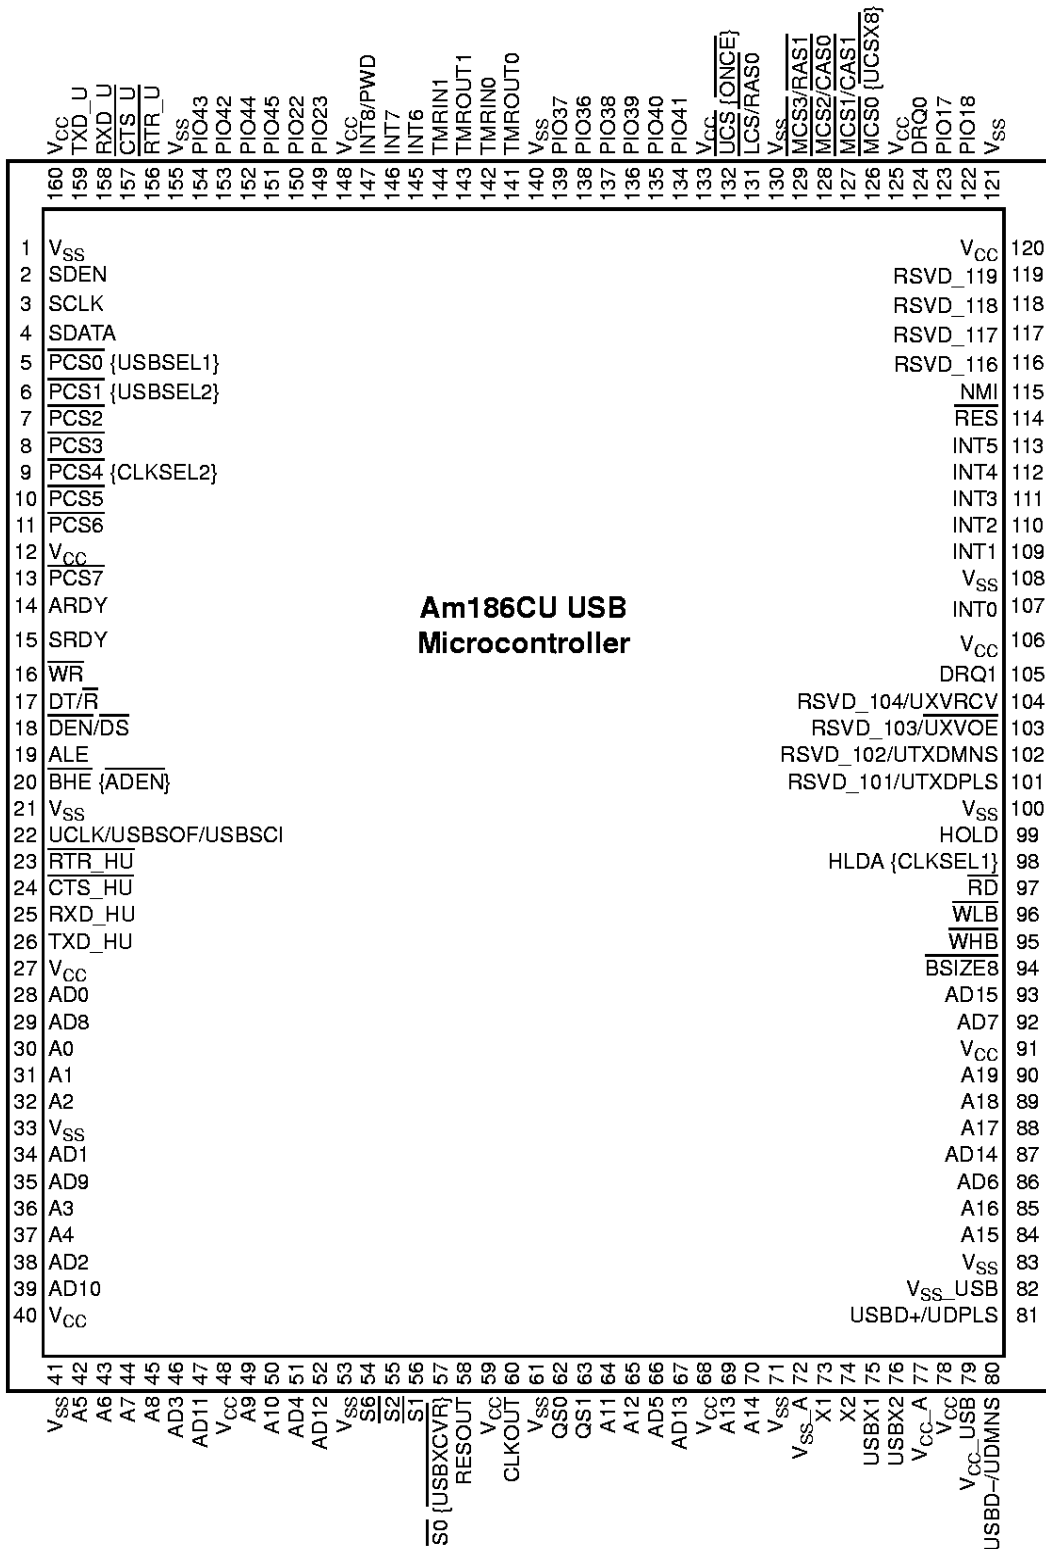 VCC 160
TXD_U 159
RXD_U 158
CTS_U 157
RTR_U 156
VSS 155
PIO43 154
PIO42 153
PIO44 152
PIO45 151
PIO22 150
PIO23 149
VCC 148
INT8/PWD 147
INT7 146
INT6 145
TMRIN1 144
TMROUT1 143
TMRIN0 142
TMROUT0 141
VSS 140
PIO37 139
PIO36 138
PIO38 137
PIO39 136
PIO40 135
PIO41 134
VCC 133
UCS {ONCE} 132
LCS/RAS0 131
VSS 130
MCS3/RAS1 129
MCS2/CAS0 128
MCS1/CAS1 127
MCS0 {UCSX8} 126
VCC 125
DRQ0 124
PIO17 123
PIO18 122
VSS 121
1 VSS
2 SDEN
3 SCLK
4 SDATA
5 PCS0 {USBSEL1}
6 PCS1 {USBSEL2}
7 PCS2
8 PCS3
9 PCS4 {CLKSEL2}
10 PCS5
11 PCS6
12 VCC
13 PCS7
14 ARDY
15 SRDY
16 WR
17 DT/R
18 DEN/DS
19 ALE
20 BHE {ADEN}
21 VSS
22 UCLK/USBSOF/USBSCI
23 RTR_HU
24 CTS_HU
25 RXD_HU
26 TXD_HU
27 VCC
28 AD0
29 AD8
30 A0
31 A1
32 A2
33 VSS
34 AD1
35 AD9
36 A3
37 A4
38 AD2
39 AD10
40 VCC
Am186CU USB
Microcontroller
VCC 120
RSVD_119 119
RSVD_118 118
RSVD_117 117
RSVD_116 116
NMI 115
RES 114
INT5 113
INT4 112
INT3 111
INT2 110
INT1 109
VSS 108
INT0 107
VCC 106
DRQ1 105
RSVD_104/UXVRCV 104
RSVD_103/UXVOE 103
RSVD_102/UTXDMNS 102
RSVD_101/UTXDPLS 101
VSS 100
HOLD 99
HLDA {CLKSEL1} 98
RD 97
WLB 96
WHB 95
BSIZE8 94
AD15 93
AD7 92
VCC 91
A19 90
A18 89
A17 88
AD14 87
AD6 86
A16 85
A15 84
VSS 83
VSS_USB 82
USBD+/UDPLS 81
VSS 41
A5 42
A6 43
A7 44
A8 45
AD3 46
AD11 47
VCC 48
A9 49
A10 50
AD4 51
AD12 52
VSS 53
S6 54
S2 55
S1 56
S0 {USBXCVR} 57
RESOUT 58
VCC 59
CLKOUT 60
VSS 61
QS0 62
QS1 63
A11 64
A12 65
AD5 66
AD13 67
VCC 68
A13 69
A14 70
VSS 71
VSS_A 72
X1 73
X2 74
USBX1 75
USBX2 76
VCC_A 77
VCC 78
VCC_USB 79
USBD–/UDMNS 80